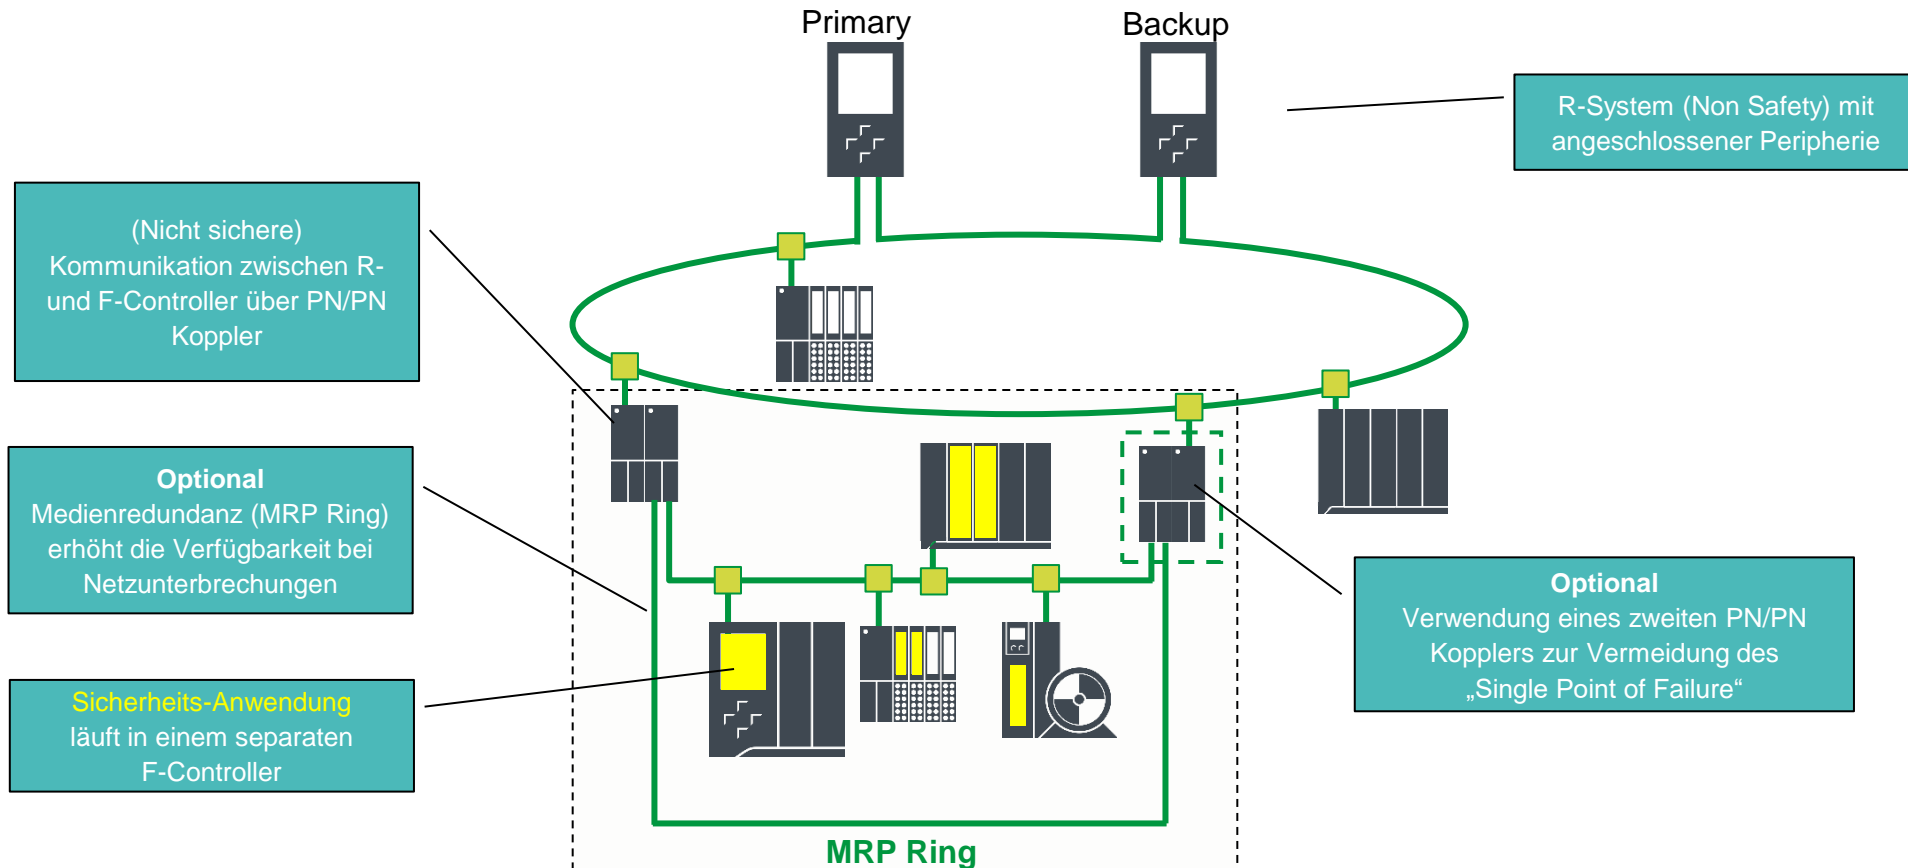 Primary
Backup
R-System (Non Safety) mit
angeschlossener Peripherie
(Nicht sichere)
Kommunikation zwischen R-
und F-Controller über PN/PN
Koppler
Optional
Medienredundanz (MRP Ring)
erhöht die Verfügbarkeit bei
Netzunterbrechungen
Optional
Verwendung eines zweiten PN/PN
Kopplers zur Vermeidung des
„Single Point of Failure“
Sicherheits-Anwendung
läuft in einem separaten
F-Controller
MRP Ring